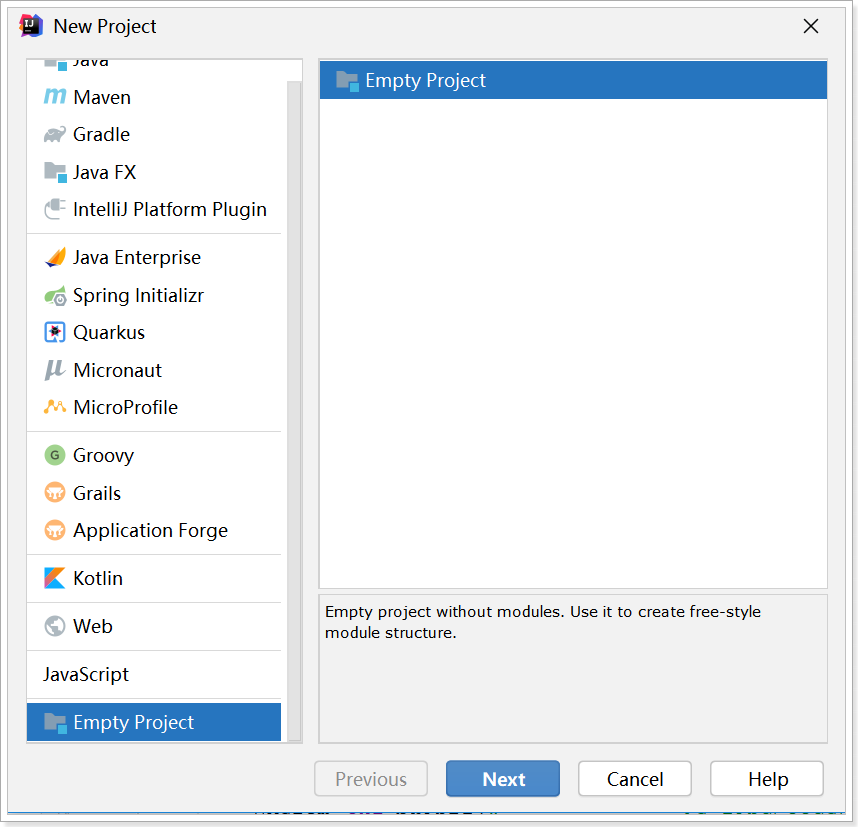 New Project
Java
Maven
Gradle
Java FX
IntelliJ Platform Plugin
Java Enterprise
Spring Initializr
Quarkus
Micronaut
MicroProfile
Groovy
Grails
Application Forge
Kotlin
Web
JavaScript
Empty Project
Empty Project
Empty project without modules. Use it to create free-style
module structure.
Previous
Next
Cancel
Help